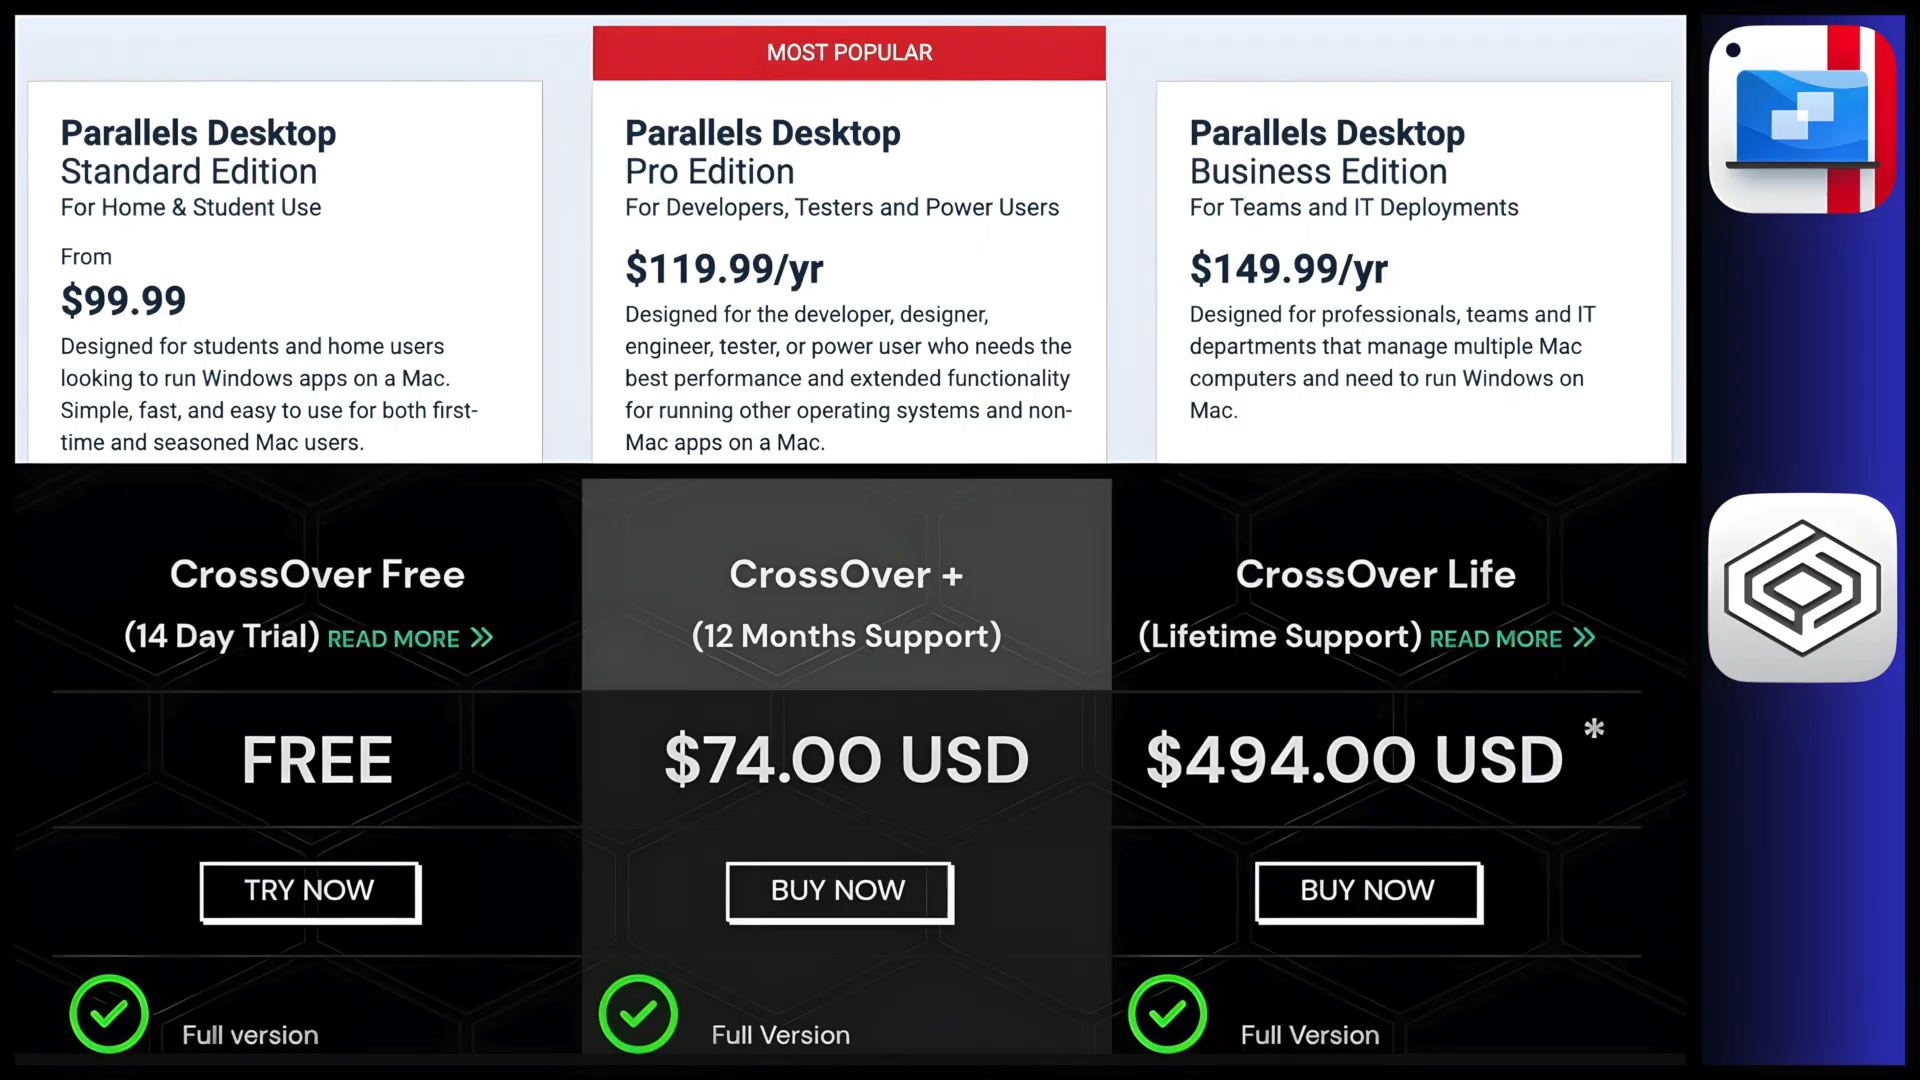 MOST POPULAR
Parallels Desktop
Standard Edition
For Home & Student Use
From
$99.99
Designed for students and home users
looking to run Windows apps on a Mac.
Simple, fast, and easy to use for both first-
time and seasoned Mac users.
Parallels Desktop
Pro Edition
For Developers, Testers and Power Users
$119.99/yr
Designed for the developer, designer,
engineer, tester, or power user who needs the
best performance and extended functionality
for running other operating systems and non-
Mac apps on a Mac.
Parallels Desktop
Business Edition
For Teams and IT Deployments
$149.99/yr
Designed for professionals, teams and IT
departments that manage multiple Mac
computers and need to run Windows on
Mac.
CrossOver Free
(14 Day Trial) READ MORE »
FREE
TRY NOW
Full version
CrossOver +
(12 Months Support)
$74.00 USD
BUY NOW
Full Version
CrossOver Life
(Lifetime Support) READ MORE »
$494.00 USD *
BUY NOW
Full Version